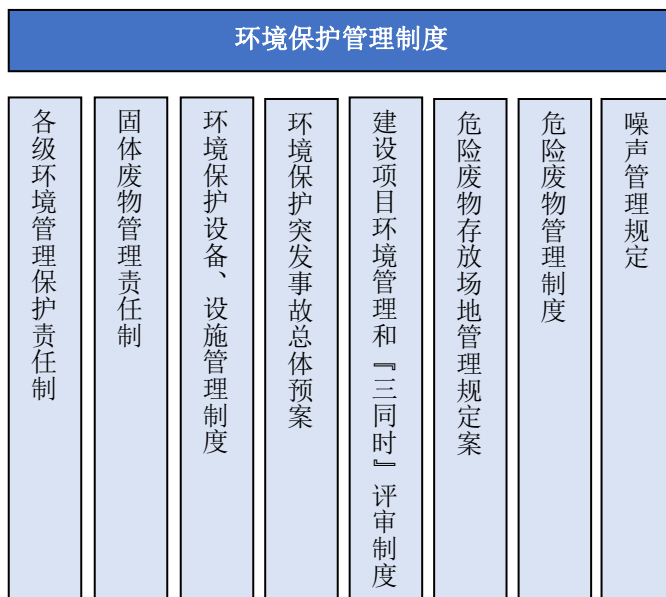 环境保护管理制度
各级环境管理保护责任制
固体废物管理责任制
环境保护设备、设施管理制度
环境保护突发事故总体预案
建设项目环境管理和『三同时』评审制度
危险废物存放场地管理规定案
危险废物管理制度
噪声管理规定